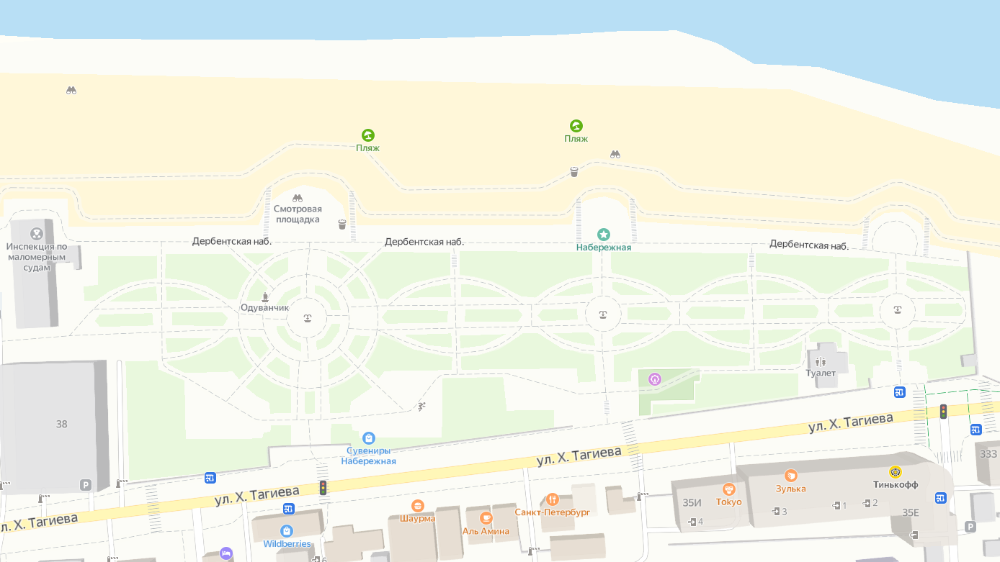 Пляж
Пляж
Смотровая
площадка
Дербентская наб.
Дербентская наб.
Набережная
Дербентская наб.
Инспекция по
маломерным
судам
Одуванчик
Туалет
38
ул. Х. Тагиева
Сувениры
Набережная
ул. Х. Тагиева
333
P
Зулька
Тинькофф
ул. Х. Тагиева
Tokyo
35И
1
2
3
4
35Е
P
Санкт-Петербург
Шаурма
Аль Амина
л. Х. Тагиева
Wildberries
6